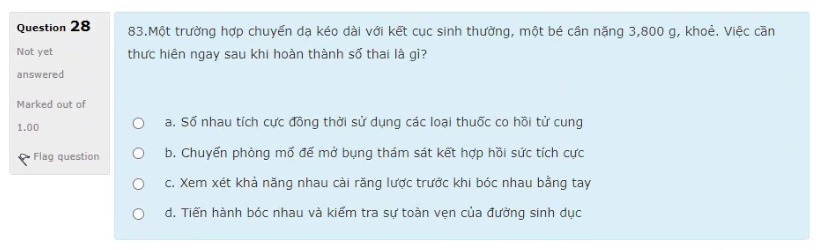 Question 28
Not yet
answered
Marked out of
1.00
Flag question
83.Một trường hợp chuyển dạ kéo dài với kết cục sinh thường, một bé cân nặng 3,800 g, khoẻ. Việc cần
thưc hiên ngay sau khi hoàn thành sổ thai là gì?
a. Sổ nhau tích cực đồng thời sử dụng các loại thuốc co hồi tử cung
b. Chuyển phòng mổ để mở bụng thám sát kết hợp hồi sức tích cực
c. Xem xét khả năng nhau cài răng lược trước khi bóc nhau bằng tay
d. Tiến hành bóc nhau và kiểm tra sự toàn vẹn của đường sinh dục